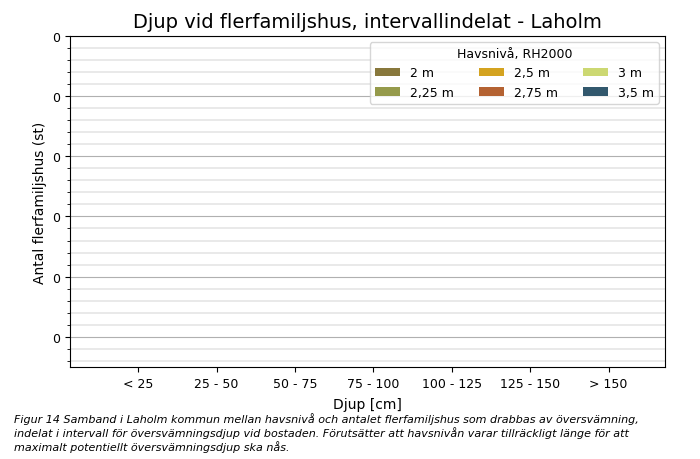 Djup vid flerfamiljshus, intervallindelat - Laholm
Havsnivå, RH2000
2 m 2,5 m 3 m
2,25 m 2,75 m 3,5 m
Antal flerfamiljshus (st)
0
0
0
0
0
0
< 25 25 - 50 50 - 75 75 - 100 100 - 125 125 - 150 > 150
Djup [cm]
Figur 14 Samband i Laholm kommun mellan havsnivå och antalet flerfamiljshus som drabbas av översvämning,
indelat i intervall för översvämningsdjup vid bostaden. Förutsätter att havsnivån varar tillräckligt länge för att
maximalt potentiellt översvämningsdjup ska nås.